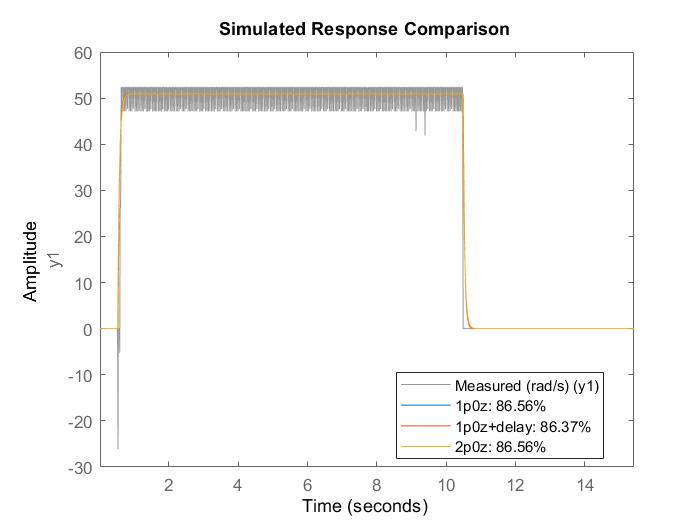 Simulated Response Comparison
60
50
40
30
20
10
0
-10
-20
-30
Amplitude
y1
Measured (rad/s) (y1)
1p0z: 86.56%
1p0z+delay: 86.37%
2p0z: 86.56%
2 4 6 8 10 12 14
Time (seconds)